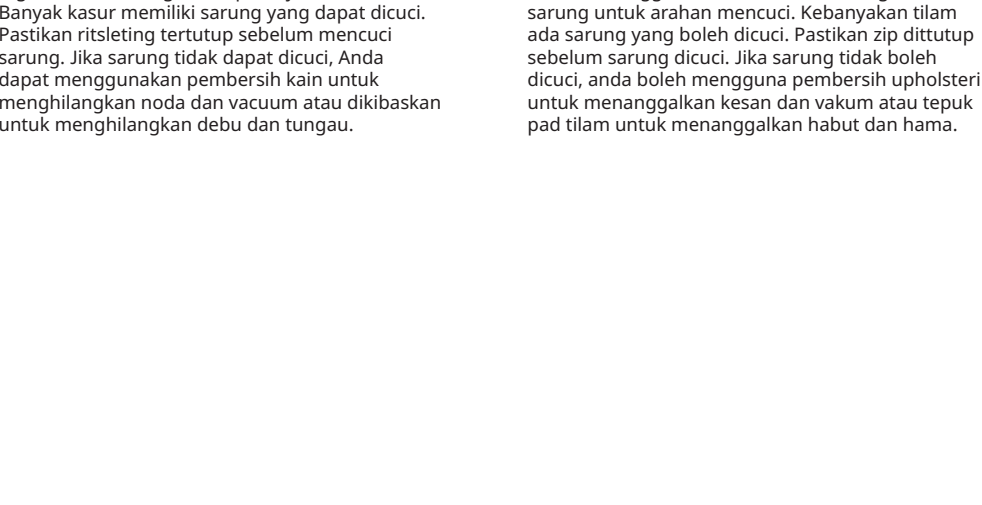 Banyak kasur memiliki sarung yang dapat dicuci.
Pastikan ritsleting tertutup sebelum mencuci
sarung. Jika sarung tidak dapat dicuci, Anda
dapat menggunakan pembersih kain untuk
menghilangkan noda dan vacuum atau dikibaskan
untuk menghilangkan debu dan tungau.
sarung untuk arahan mencuci. Kebanyakan tilam
ada sarung yang boleh dicuci. Pastikan zip dittutup
sebelum sarung dicuci. Jika sarung tidak boleh
dicuci, anda boleh mengguna pembersih upholsteri
untuk menanggalkan kesan dan vakum atau tepuk
pad tilam untuk menanggalkan habut dan hama.